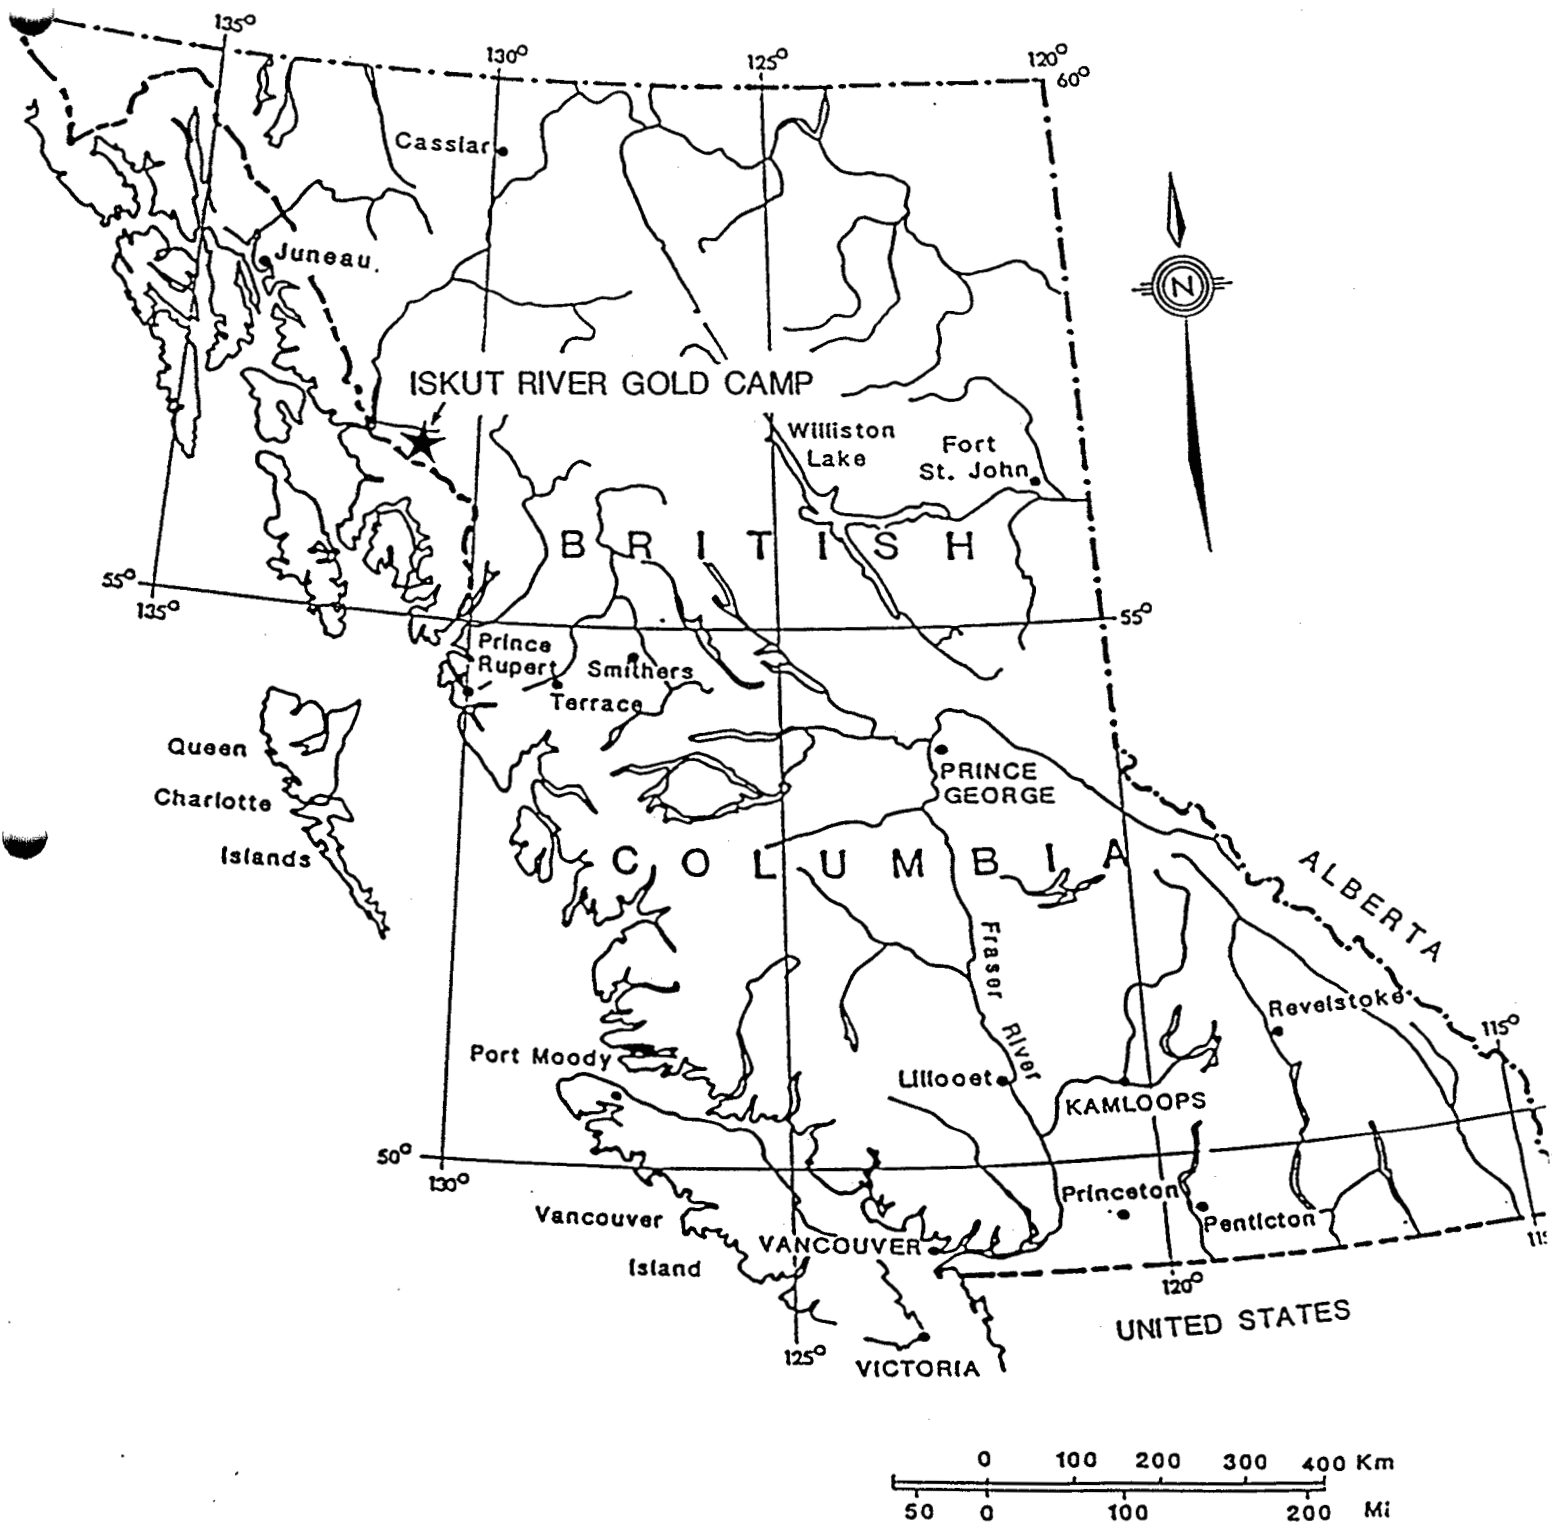 135°
130°
125°
120°
60°
Cassiar
Juneau
N
ISKUT RIVER GOLD CAMP
Williston
Lake
Fort
St. John
BRITISH
55°
135°
55°
Prince
Rupert
Smithers
Terrace
Queen
Charlotte
Islands
PRINCE
GEORGE
COLUMBIA
ALBERTA
Fraser River
Revelstoke
115°
Port Moody
Lillooet
KAMLOOPS
50°
130°
Princeton
Penticton
Vancouver
Island
VANCOUVER
115
120°
UNITED STATES
125°
VICTORIA
0 100 200 300 400 Km
50 0 100 200 Mi